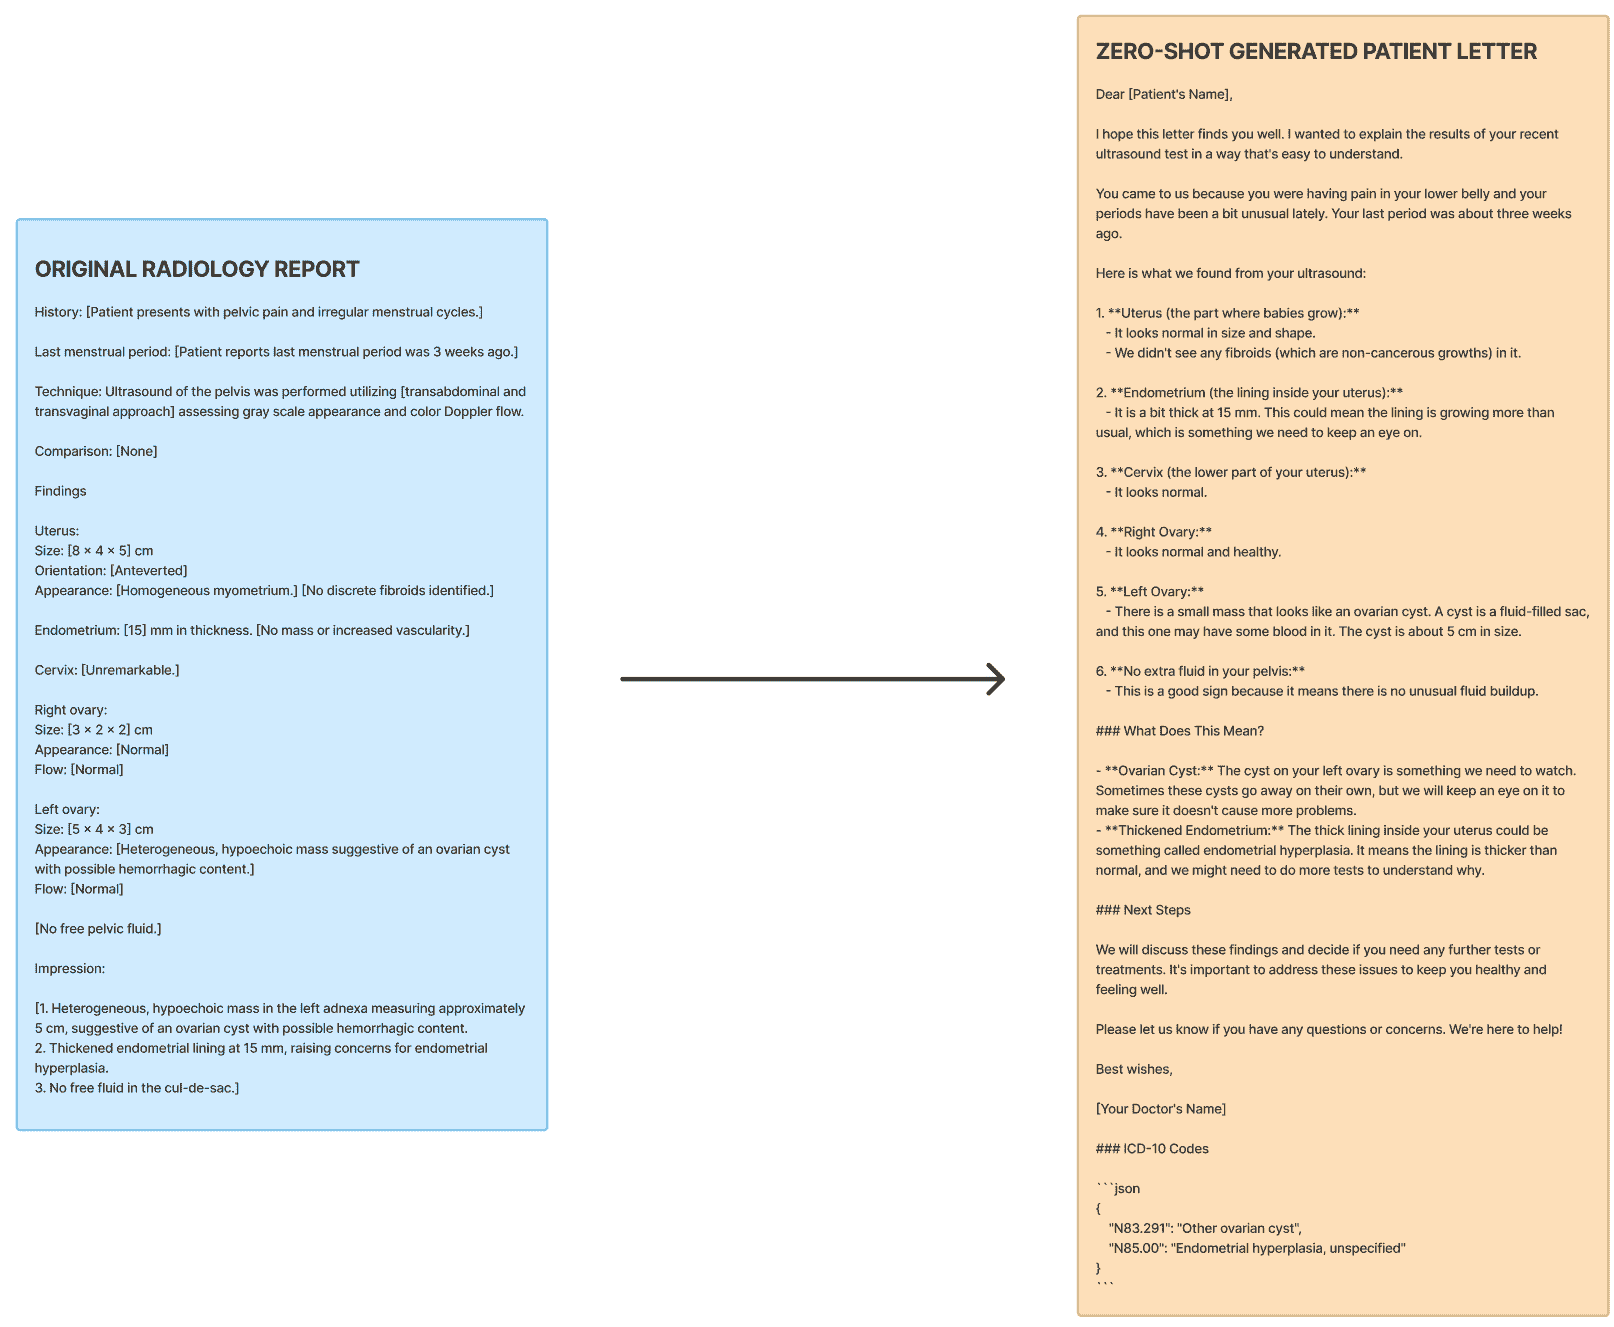 ORIGINAL RADIOLOGY REPORT
History: [Patient presents with pelvic pain and irregular menstrual cycles.]
Last menstrual period: [Patient reports last menstrual period was 3 weeks ago.]
Technique: Ultrasound of the pelvis was performed utilizing [transabdominal and
transvaginal approach] assessing gray scale appearance and color Doppler flow.
Comparison: [None]
Findings
Uterus:
Size: [8 × 4 × 5] cm
Orientation: [Anteverted]
Appearance: [Homogeneous myometrium.] [No discrete fibroids identified.]
Endometrium: [15] mm in thickness. [No mass or increased vascularity.]
Cervix: [Unremarkable.]
Right ovary:
Size: [3 × 2 × 2] cm
Appearance: [Normal]
Flow: [Normal]
Left ovary:
Size: [5 × 4 × 3] cm
Appearance: [Heterogeneous, hypoechoic mass suggestive of an ovarian cyst
with possible hemorrhagic content.]
Flow: [Normal]
[No free pelvic fluid.]
Impression:
[1. Heterogeneous, hypoechoic mass in the left adnexa measuring approximately
5 cm, suggestive of an ovarian cyst with possible hemorrhagic content.
2. Thickened endometrial lining at 15 mm, raising concerns for endometrial
hyperplasia.
3. No free fluid in the cul-de-sac.]
ZERO-SHOT GENERATED PATIENT LETTER
Dear [Patient's Name],
I hope this letter finds you well. I wanted to explain the results of your recent
ultrasound test in a way that's easy to understand.
You came to us because you were having pain in your lower belly and your
periods have been a bit unusual lately. Your last period was about three weeks
ago.
Here is what we found from your ultrasound:
1. **Uterus (the part where babies grow):**
- It looks normal in size and shape.
- We didn't see any fibroids (which are non-cancerous growths) in it.
2. **Endometrium (the lining inside your uterus):**
- It is a bit thick at 15 mm. This could mean the lining is growing more than
usual, which is something we need to keep an eye on.
3. **Cervix (the lower part of your uterus):**
- It looks normal.
4. **Right Ovary:**
- It looks normal and healthy.
5. **Left Ovary:**
- There is a small mass that looks like an ovarian cyst. A cyst is a fluid-filled sac,
and this one may have some blood in it. The cyst is about 5 cm in size.
6. **No extra fluid in your pelvis:**
- This is a good sign because it means there is no unusual fluid buildup.
### What Does This Mean?
- **Ovarian Cyst:** The cyst on your left ovary is something we need to watch.
Sometimes these cysts go away on their own, but we will keep an eye on it to
make sure it doesn't cause more problems.
- **Thickened Endometrium:** The thick lining inside your uterus could be
something called endometrial hyperplasia. It means the lining is thicker than
normal, and we might need to do more tests to understand why.
### Next Steps
We will discuss these findings and decide if you need any further tests or
treatments. It's important to address these issues to keep you healthy and
feeling well.
Please let us know if you have any questions or concerns. We're here to help!
Best wishes,
[Your Doctor's Name]
### ICD-10 Codes
```json
{
"N83.291": "Other ovarian cyst",
"N85.00": "Endometrial hyperplasia, unspecified"
}
```